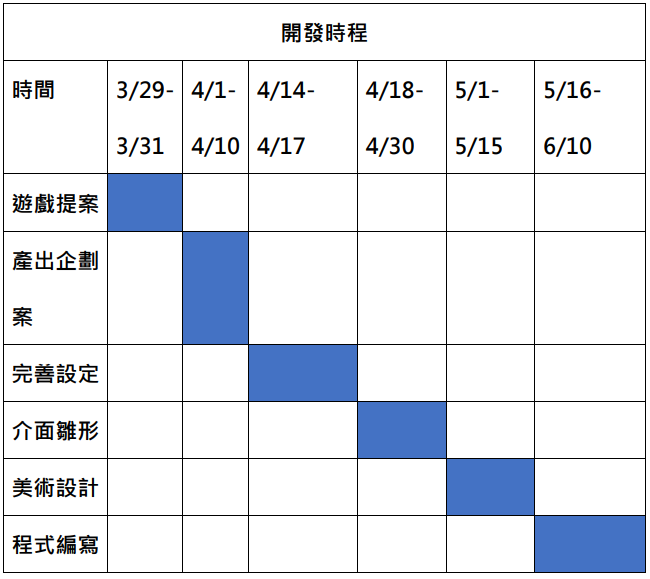 開發時程
時間 3/29- 4/1- 4/14- 4/18- 5/1- 5/16-
3/31 4/10 4/17 4/30 5/15 6/10
遊戲提案
產出企劃
案
完善設定
介面雛形
美術設計
程式編寫